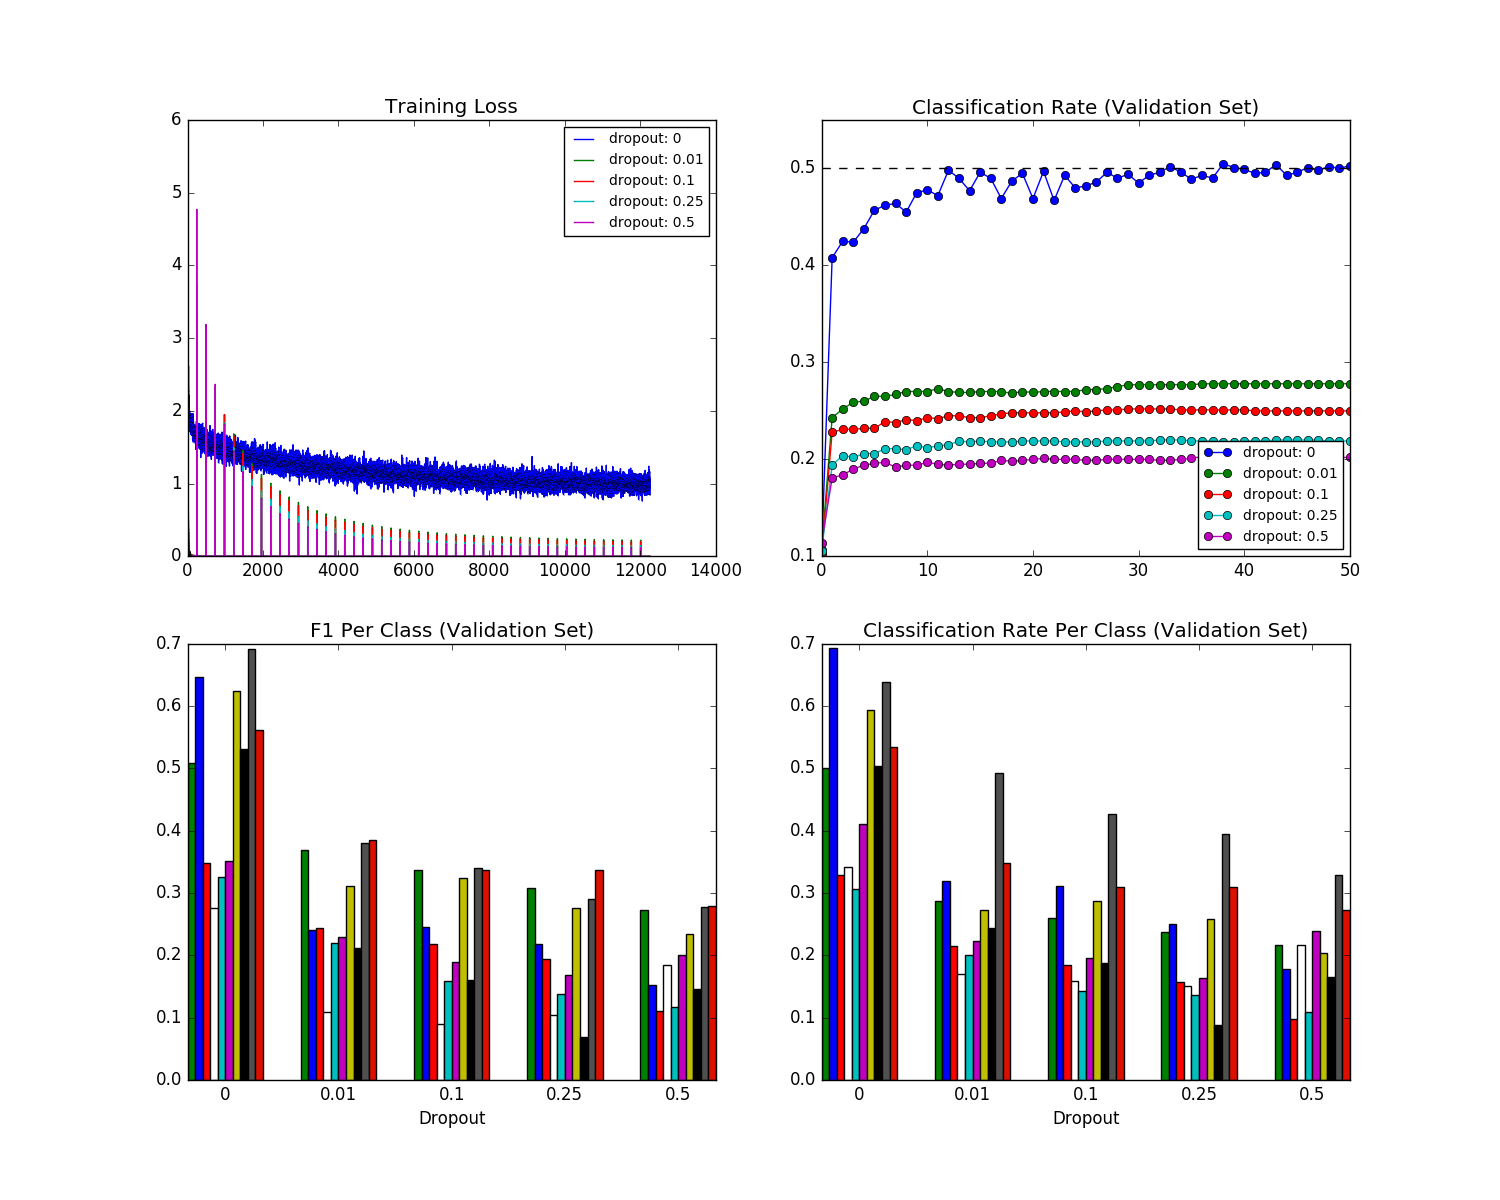 Training Loss
6
5
4
3
2
1
0
0 2000 4000 6000 8000 10000 12000 14000
dropout: 0
dropout: 0.01
dropout: 0.1
dropout: 0.25
dropout: 0.5
Classification Rate (Validation Set)
0.5
0.4
0.3
0.2
0.1
0 10 20 30 40 50
dropout: 0
dropout: 0.01
dropout: 0.1
dropout: 0.25
dropout: 0.5
F1 Per Class (Validation Set)
0.7
0.6
0.5
0.4
0.3
0.2
0.1
0.0
0 0.01 0.1 0.25 0.5
Dropout
Classification Rate Per Class (Validation Set)
0.7
0.6
0.5
0.4
0.3
0.2
0.1
0.0
0 0.01 0.1 0.25 0.5
Dropout